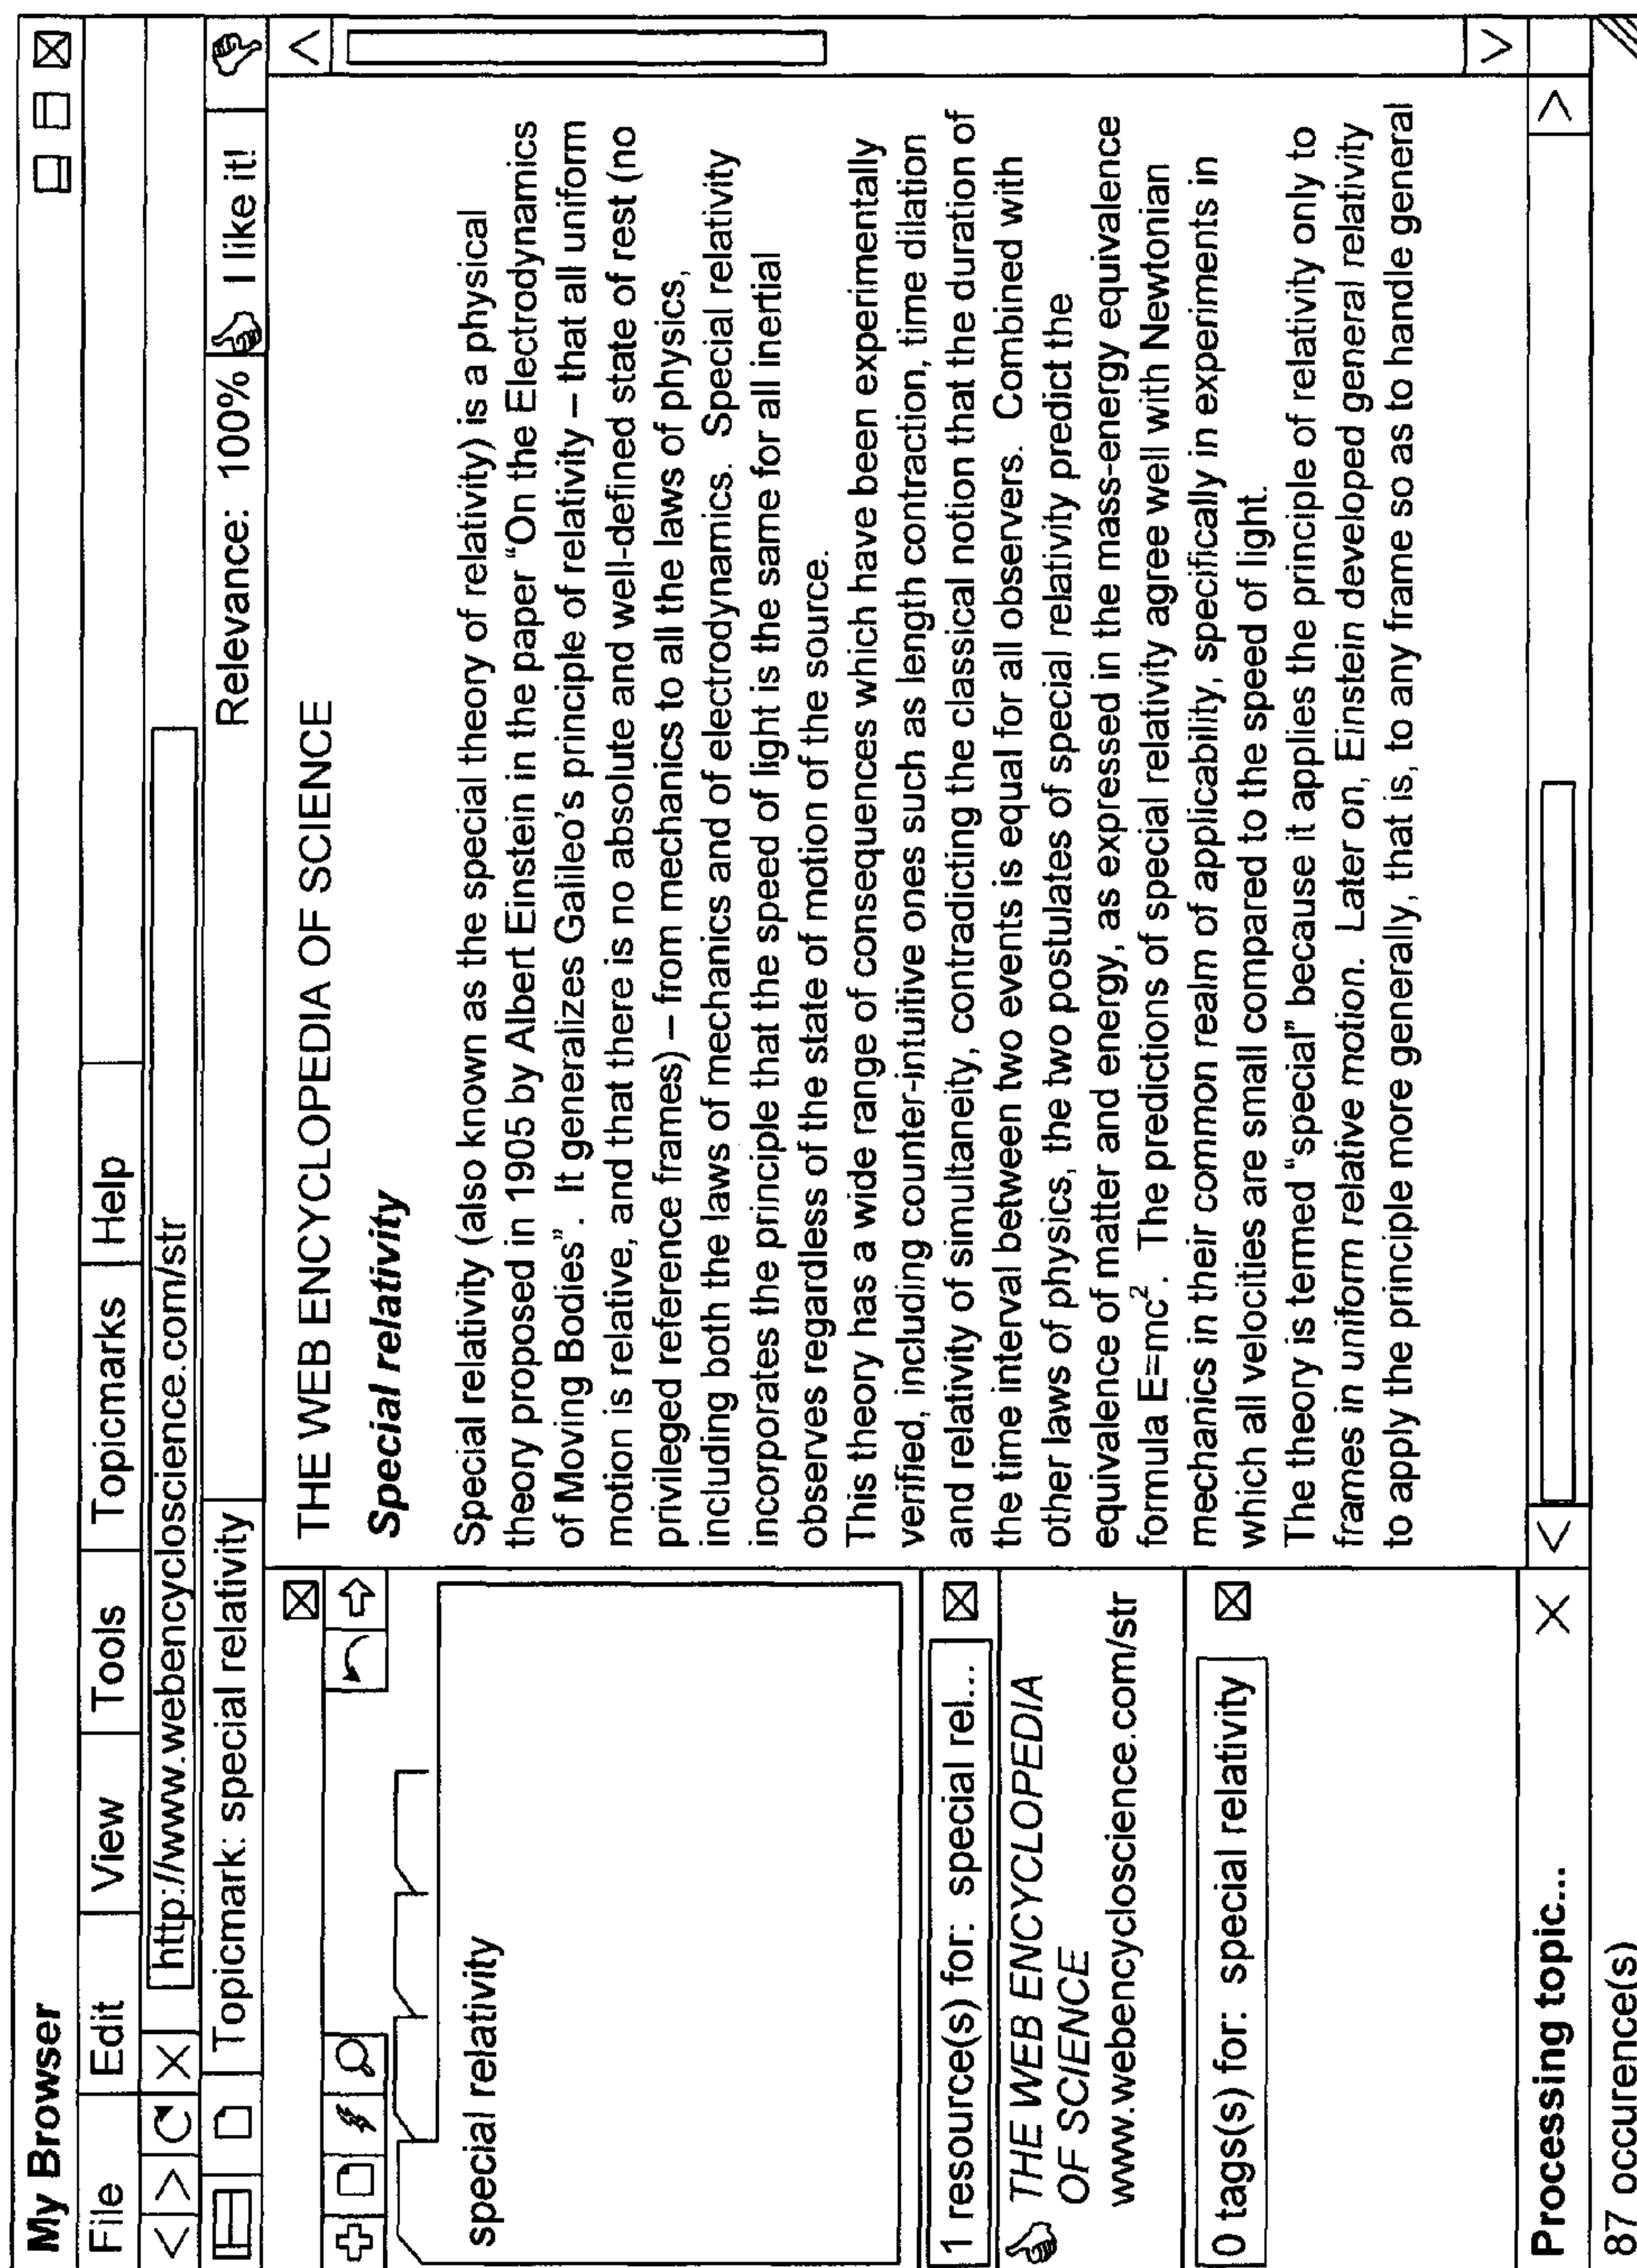 My Browser
File Edit View Tools Topicmarks Help
http://www.webencycloscience.com/str
Topicmark: special relativity Relevance: 100% I like it!
special relativity
1 resource(s) for: special rel...
THE WEB ENCYCLOPEDIA
OF SCIENCE
www.webencycloscience.com/str
0 tags(s) for: special relativity
Processing topic...
87 occurence(s)
THE WEB ENCYCLOPEDIA OF SCIENCE
Special relativity
Special relativity (also known as the special theory of relativity) is a physical
theory proposed in 1905 by Albert Einstein in the paper "On the Electrodynamics
of Moving Bodies". It generalizes Galileo's principle of relativity – that all uniform
motion is relative, and that there is no absolute and well-defined state of rest (no
privileged reference frames) – from mechanics to all the laws of physics,
including both the laws of mechanics and of electrodynamics. Special relativity
incorporates the principle that the speed of light is the same for all inertial
observes regardless of the state of motion of the source.
This theory has a wide range of consequences which have been experimentally
verified, including counter-intuitive ones such as length contraction, time dilation
and relativity of simultaneity, contradicting the classical notion that the duration of
the time interval between two events is equal for all observers. Combined with
other laws of physics, the two postulates of special relativity predict the
equivalence of matter and energy, as expressed in the mass-energy equivalence
formula E=mc². The predictions of special relativity agree well with Newtonian
mechanics in their common realm of applicability, specifically in experiments in
which all velocities are small compared to the speed of light.
The theory is termed "special" because it applies the principle of relativity only to
frames in uniform relative motion. Later on, Einstein developed general relativity
to apply the principle more generally, that is, to any frame so as to handle general